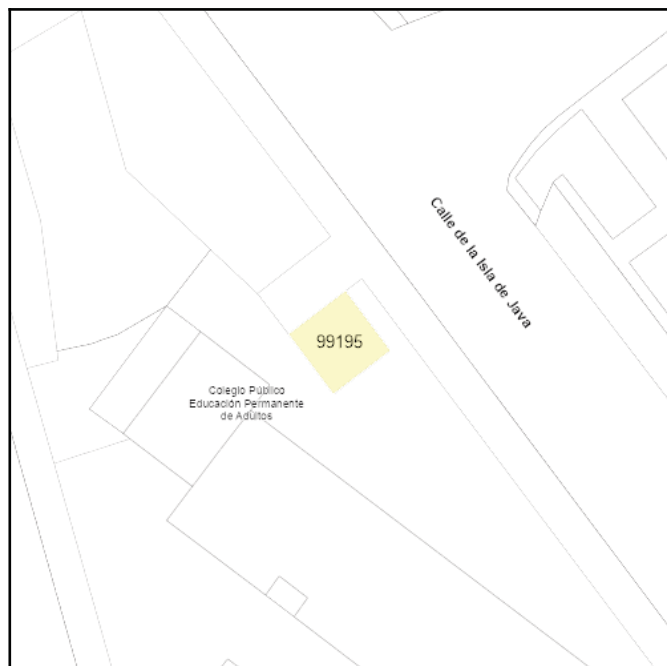 Calle de la Isla de Java
99195
Colegio Público
Educación Permanente
de Adultos